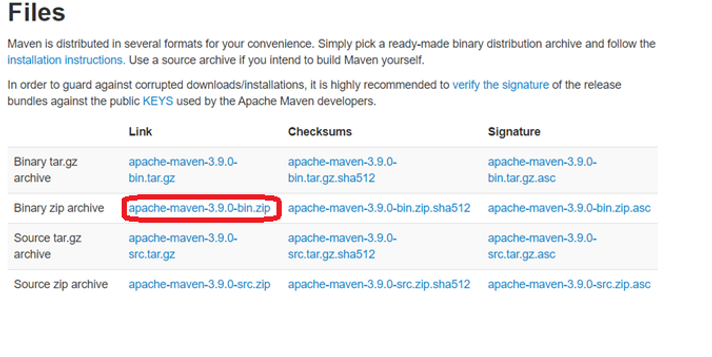 Files
Maven is distributed in several formats for your convenience. Simply pick a ready-made binary distribution archive and follow the
installation instructions. Use a source archive if you intend to build Maven yourself.
In order to guard against corrupted downloads/installations, it is highly recommended to verify the signature of the release
bundles against the public KEYS used by the Apache Maven developers.
Link Checksums Signature
Binary tar.gz apache-maven-3.9.0- apache-maven-3.9.0- apache-maven-3.9.0-
archive bin.tar.gz bin.tar.gz.sha512 bin.tar.gz.asc
Binary zip archive apache-maven-3.9.0-bin.zip apache-maven-3.9.0-bin.zip.sha512 apache-maven-3.9.0-bin.zip.asc
Source tar.gz apache-maven-3.9.0- apache-maven-3.9.0- apache-maven-3.9.0-
archive src.tar.gz src.tar.gz.sha512 src.tar.gz.asc
Source zip archive apache-maven-3.9.0-src.zip apache-maven-3.9.0-src.zip.sha512 apache-maven-3.9.0-src.zip.asc